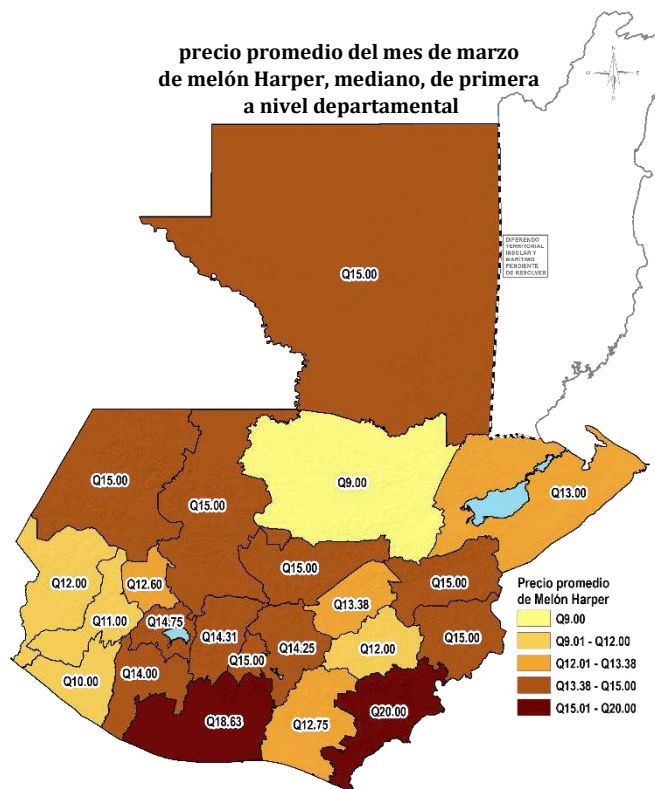 precio promedio del mes de marzo
de melón Harper, mediano, de primera
a nivel departamental
N
DIFERENDO
TERRITORIAL
INSULAR Y
MARÍTIMO
PENDIENTE
DE RESOLVER
Q15.00
Q15.00
Q15.00
Q9.00
Q13.00
Q12.00
Q12.60
Q15.00
Q15.00
Q11.00
Q14.75
Q13.38
Q14.31
Q14.25
Q12.00
Q15.00
Q10.00
Q14.00
Q15.00
Q18.63
Q12.75
Q20.00
Precio promedio
de Melón Harper
Q9.00
Q9.01 - Q12.00
Q12.01 - Q13.38
Q13.38 - Q15.00
Q15.01 - Q20.00